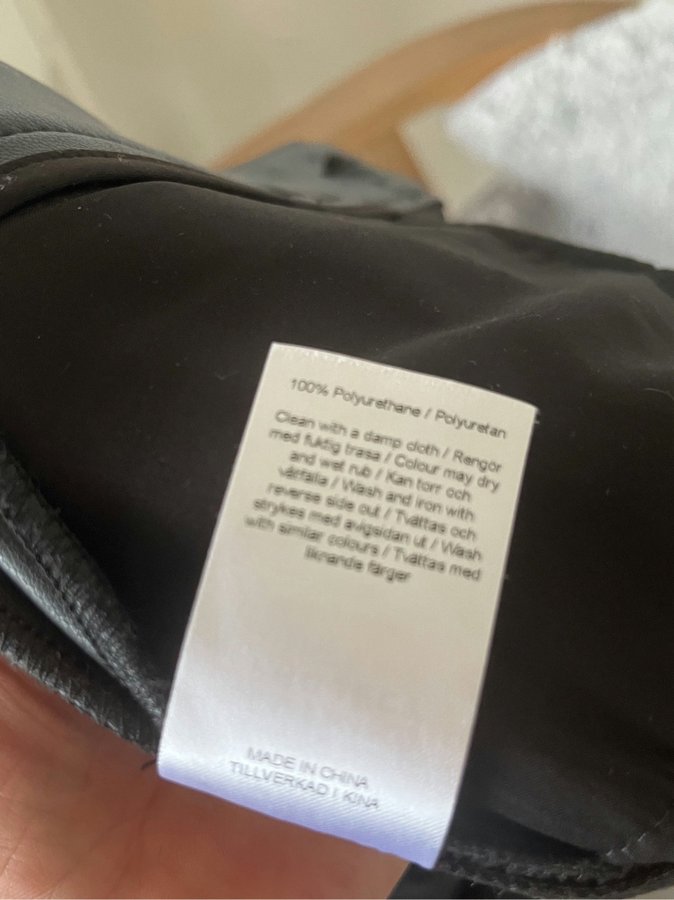 100% Polyurethane / Polyuretan
Clean with a damp cloth / Rengör
med fuktig trasa / Colour may dry
and wet rub / Kan torr och
våtfälla / Wash and iron with
reverse side out / Tvättas och
strykes med avigsidan ut / Wash
with similar colours / Tvättas med
liknande färger
MADE IN CHINA
TILLVERKAD I KINA